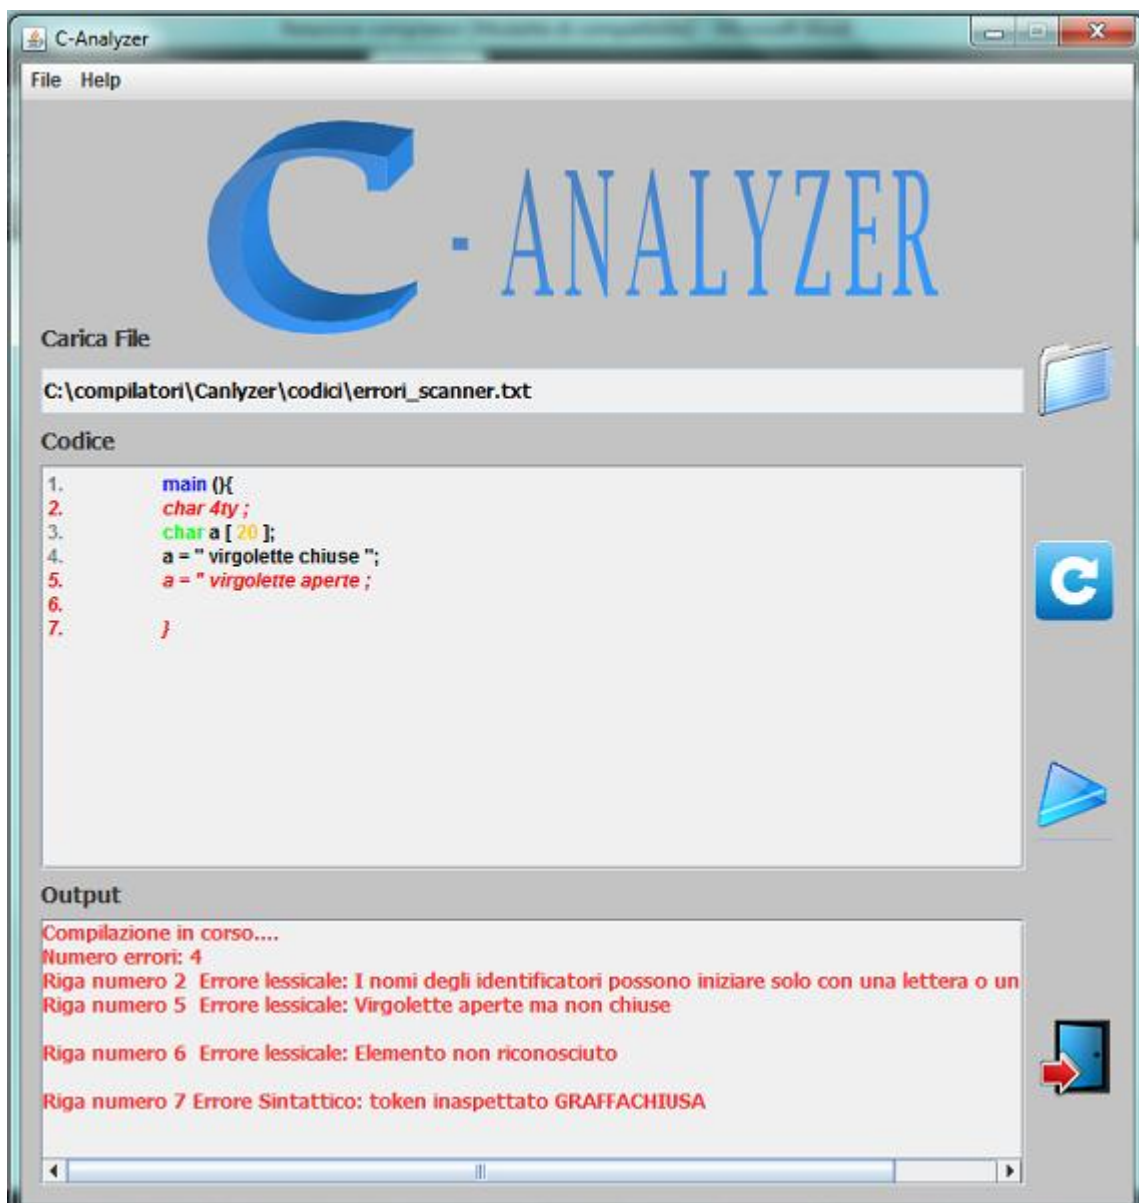 C-Analyzer
File Help
C - ANALYZER
Carica File
C:\compilatori\Canlyzer\codici\errori_scanner.txt
Codice
1. main (){
2. char 4ty ;
3. char a [ 20 ];
4. a = " virgolette chiuse ";
5. a = " virgolette aperte ;
6.
7. }
Output
Compilazione in corso....
Numero errori: 4
Riga numero 2 Errore lessicale: I nomi degli identificatori possono iniziare solo con una lettera o un
Riga numero 5 Errore lessicale: Virgolette aperte ma non chiuse
Riga numero 6 Errore lessicale: Elemento non riconosciuto
Riga numero 7 Errore Sintattico: token inaspettato GRAFFACHIUSA